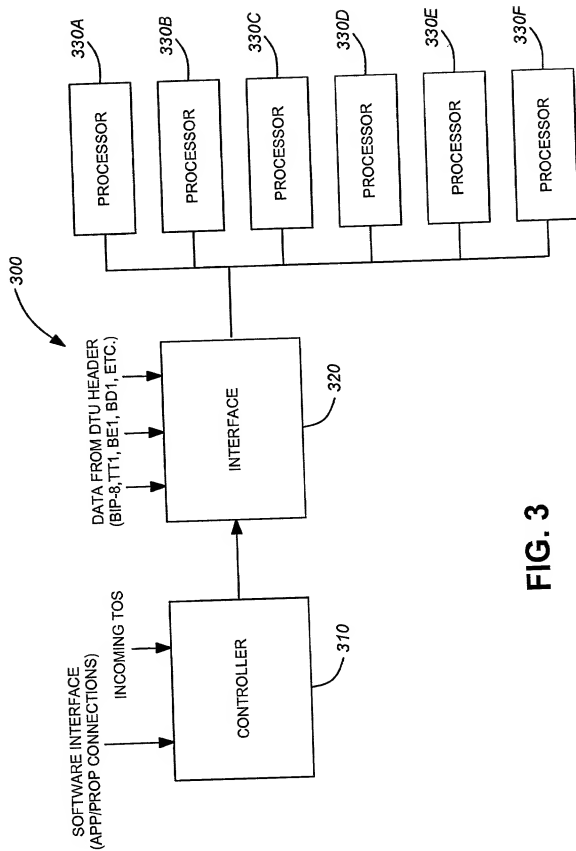 300
SOFTWARE INTERFACE
(APP/PROP CONNECTIONS)
INCOMING TOS
CONTROLLER
310
DATA FROM DTU HEADER
(BIP-8,TT1, BE1, BD1, ETC.)
INTERFACE
320
PROCESSOR
330A
PROCESSOR
330B
PROCESSOR
330C
PROCESSOR
330D
PROCESSOR
330E
PROCESSOR
330F
FIG. 3